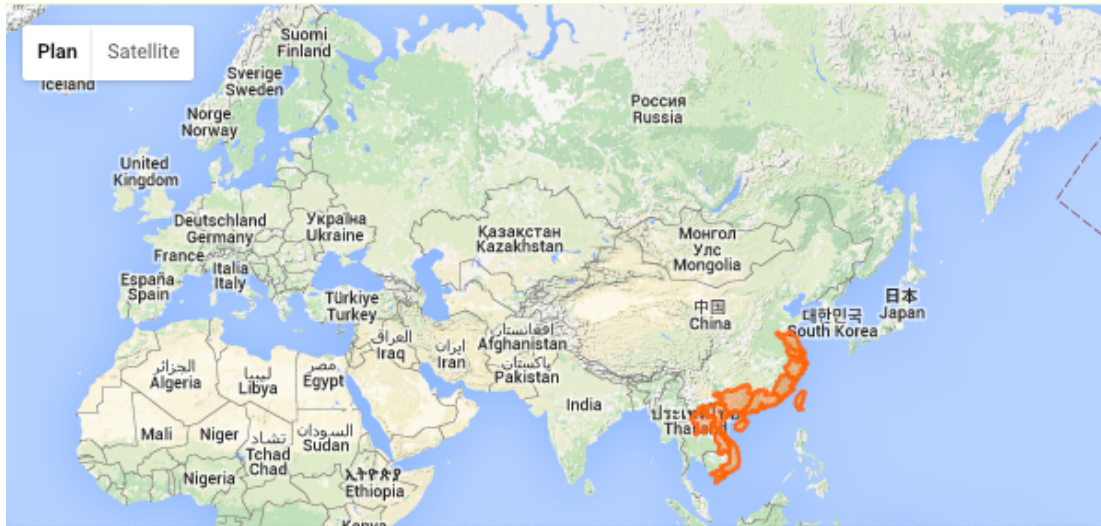 Plan
Satellite
Iceland
Suomi
Finland
Sverige
Sweden
Norge
Norway
Россия
Russia
United
Kingdom
Deutschland
Germany
Україна
Ukraine
France
Italia
Italy
España
Spain
Türkiye
Turkey
Қазақстан
Kazakhstan
Монгол
Улс
Mongolia
中国
China
日本
Japan
대한민국
South Korea
افغانستان
Afghanistan
پاکستان
Pakistan
ایران
Iran
العراق
Iraq
الجزائر
Algeria
ليبيا
Libya
مصر
Egypt
India
Thailand
Mali
Niger
تشاد
Tchad
Chad
السودان
Sudan
Nigeria
ኢትዮጵያ
Ethiopia
Kenya